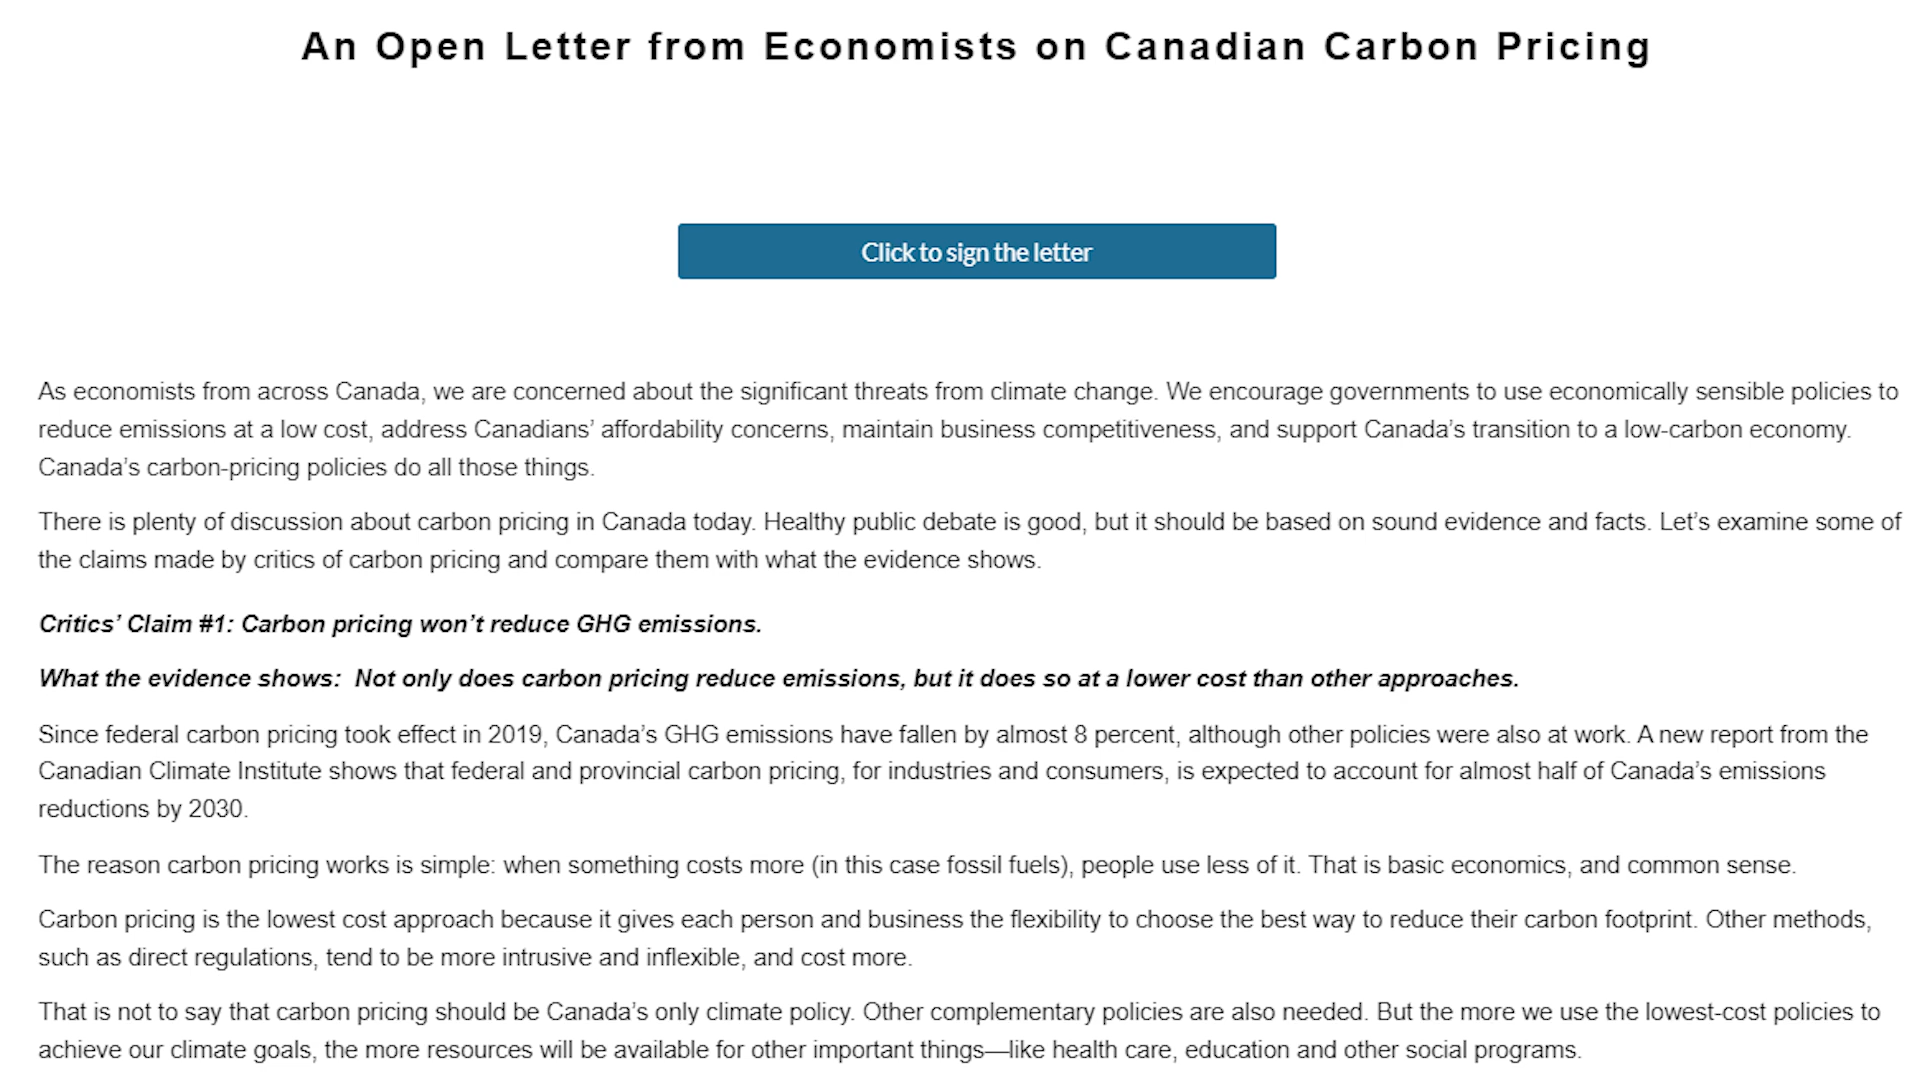 An Open Letter from Economists on Canadian Carbon Pricing
Click to sign the letter
As economists from across Canada, we are concerned about the significant threats from climate change. We encourage governments to use economically sensible policies to
reduce emissions at a low cost, address Canadians’ affordability concerns, maintain business competitiveness, and support Canada’s transition to a low-carbon economy.
Canada’s carbon-pricing policies do all those things.
There is plenty of discussion about carbon pricing in Canada today. Healthy public debate is good, but it should be based on sound evidence and facts. Let’s examine some of
the claims made by critics of carbon pricing and compare them with what the evidence shows.
Critics’ Claim #1: Carbon pricing won’t reduce GHG emissions.
What the evidence shows:  Not only does carbon pricing reduce emissions, but it does so at a lower cost than other approaches.
Since federal carbon pricing took effect in 2019, Canada’s GHG emissions have fallen by almost 8 percent, although other policies were also at work. A new report from the
Canadian Climate Institute shows that federal and provincial carbon pricing, for industries and consumers, is expected to account for almost half of Canada’s emissions
reductions by 2030.
The reason carbon pricing works is simple: when something costs more (in this case fossil fuels), people use less of it. That is basic economics, and common sense.
Carbon pricing is the lowest cost approach because it gives each person and business the flexibility to choose the best way to reduce their carbon footprint. Other methods,
such as direct regulations, tend to be more intrusive and inflexible, and cost more.
That is not to say that carbon pricing should be Canada’s only climate policy. Other complementary policies are also needed. But the more we use the lowest-cost policies to
achieve our climate goals, the more resources will be available for other important things—like health care, education and other social programs.